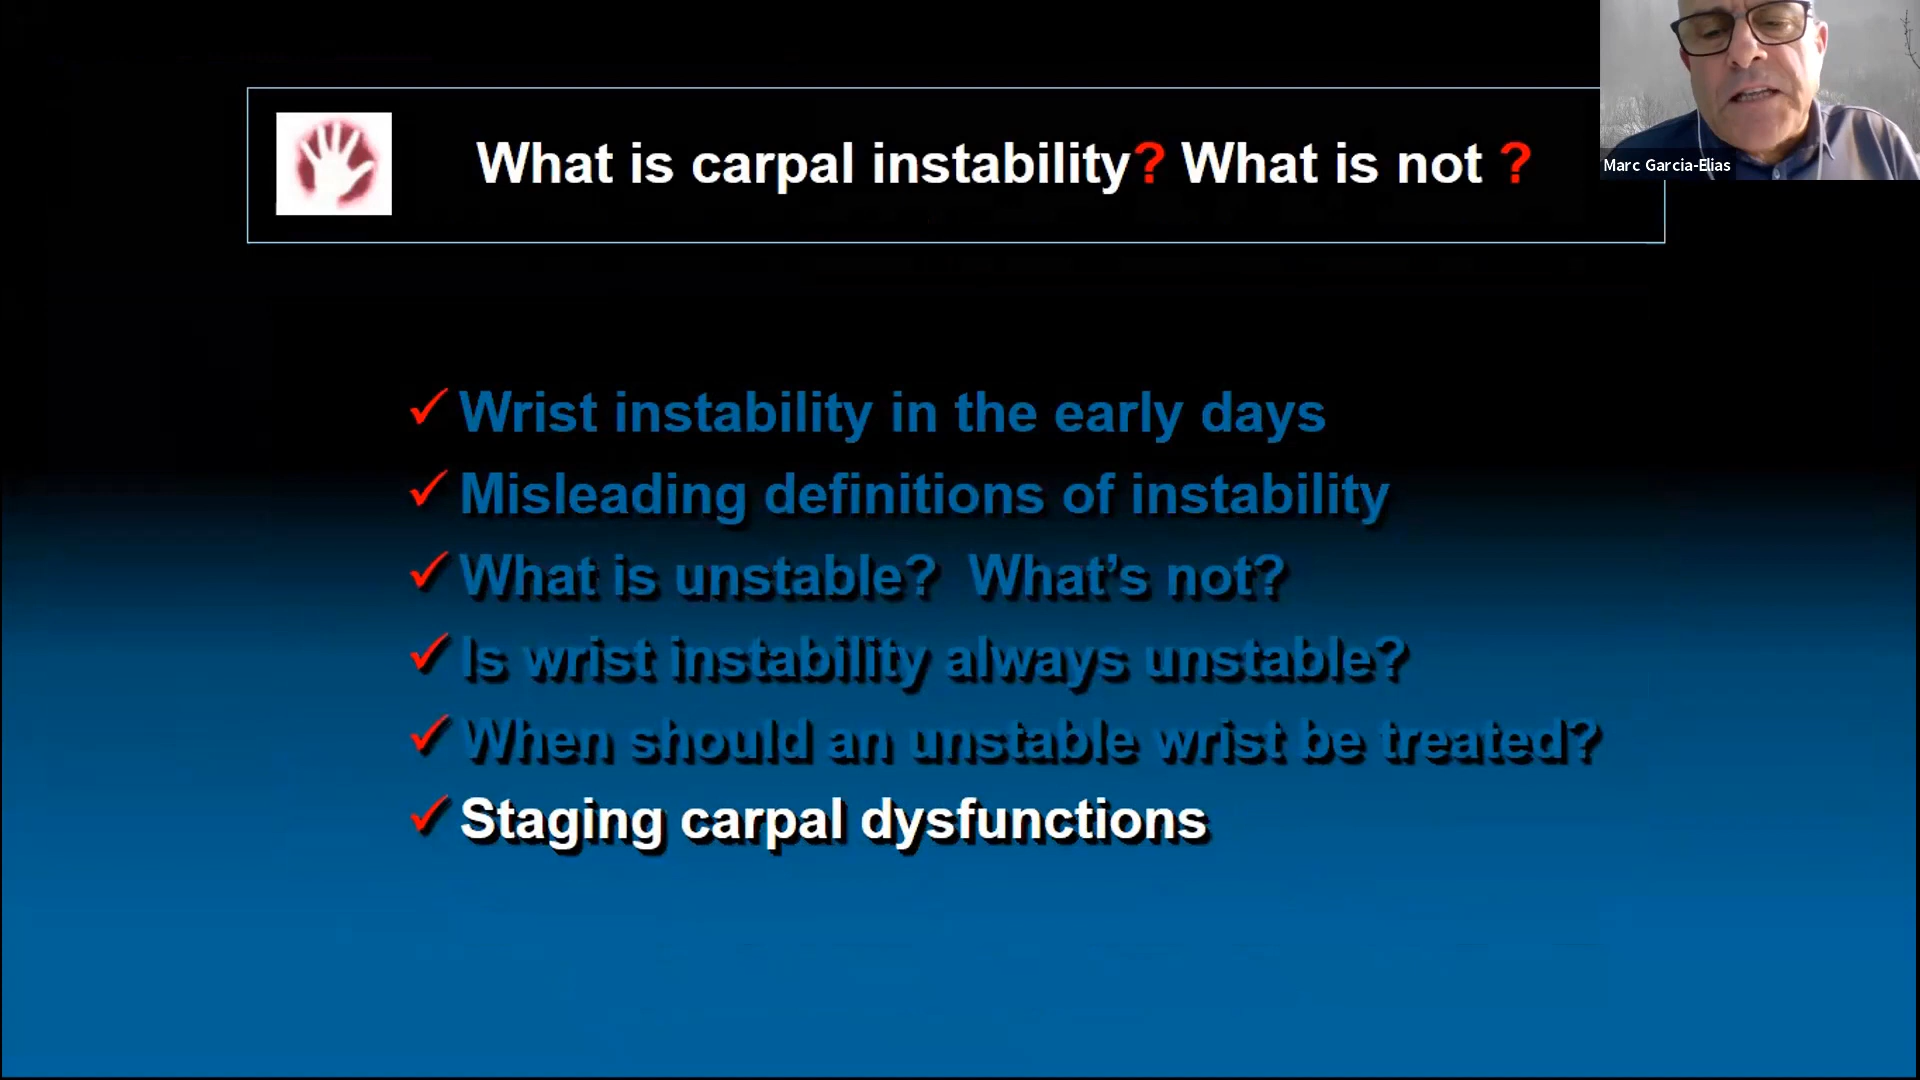 What is carpal instability? What is not ?
Marc Garcia-Elias
Wrist instability in the early days
Misleading definitions of instability
What is unstable?  What’s not?
Is wrist instability always unstable?
When should an unstable wrist be treated?
Staging carpal dysfunctions